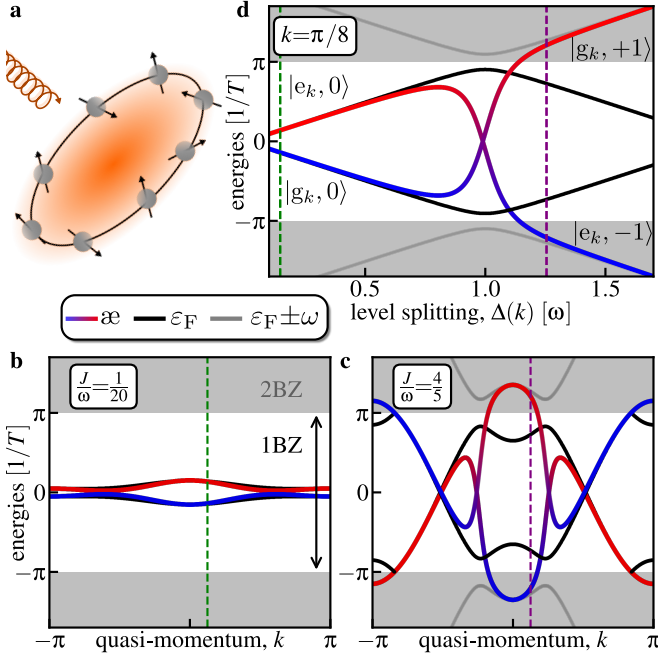 a
d
k=π/8
energies [1/T]
π
0
−π
|e_k, 0⟩
|g_k, 0⟩
|g_k, +1⟩
|e_k, −1⟩
0.5 1.0 1.5
level splitting, Δ(k) [ω]
æ ε_F ε_F±ω
b
J/ω=1/20
2BZ
1BZ
energies [1/T]
π
0
−π
−π quasi-momentum, k π
c
J/ω=4/5
π
0
−π
−π quasi-momentum, k π